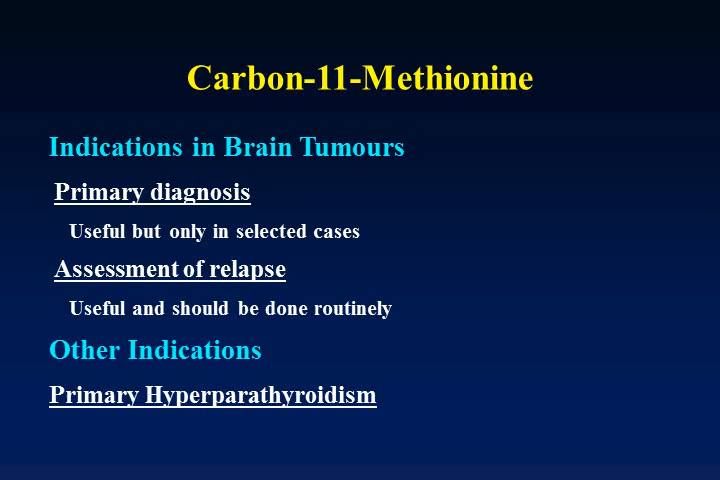 Carbon-11-Methionine
Indications in Brain Tumours
Primary diagnosis
Useful but only in selected cases
Assessment of relapse
Useful and should be done routinely
Other Indications
Primary Hyperparathyroidism